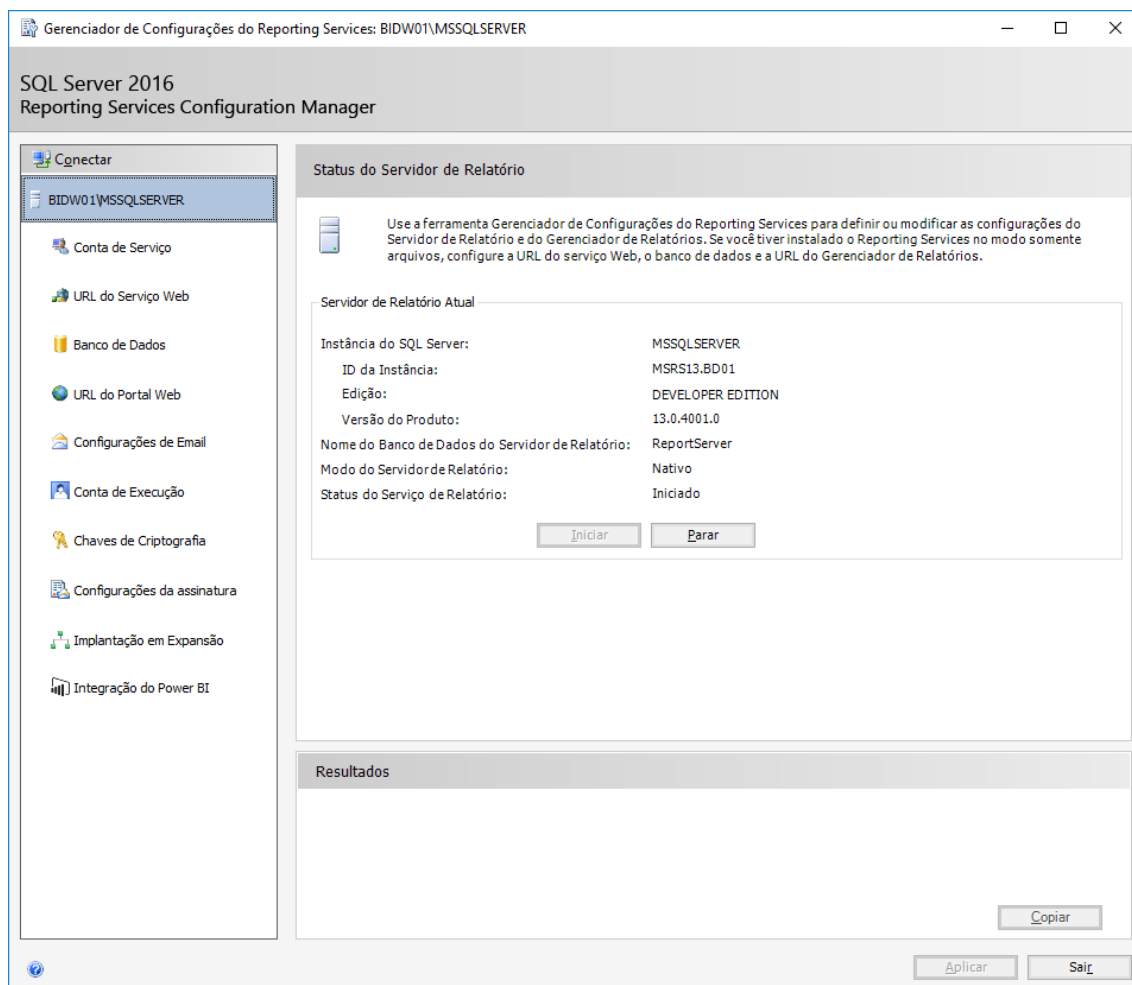 Gerenciador de Configurações do Reporting Services: BIDW01\MSSQLSERVER
SQL Server 2016
Reporting Services Configuration Manager
Conectar
BIDW01\MSSQLSERVER
Conta de Serviço
URL do Serviço Web
Banco de Dados
URL do Portal Web
Configurações de Email
Conta de Execução
Chaves de Criptografia
Configurações da assinatura
Implantação em Expansão
Integração do Power BI
Status do Servidor de Relatório
Use a ferramenta Gerenciador de Configurações do Reporting Services para definir ou modificar as configurações do
Servidor de Relatório e do Gerenciador de Relatórios. Se você tiver instalado o Reporting Services no modo somente
arquivos, configure a URL do serviço Web, o banco de dados e a URL do Gerenciador de Relatórios.
Servidor de Relatório Atual
Instância do SQL Server: MSSQLSERVER
ID da Instância: MSRS13.BD01
Edição: DEVELOPER EDITION
Versão do Produto: 13.0.4001.0
Nome do Banco de Dados do Servidor de Relatório: ReportServer
Modo do Servidor de Relatório: Nativo
Status do Serviço de Relatório: Iniciado
Iniciar Parar
Resultados
Copiar
Aplicar Sair